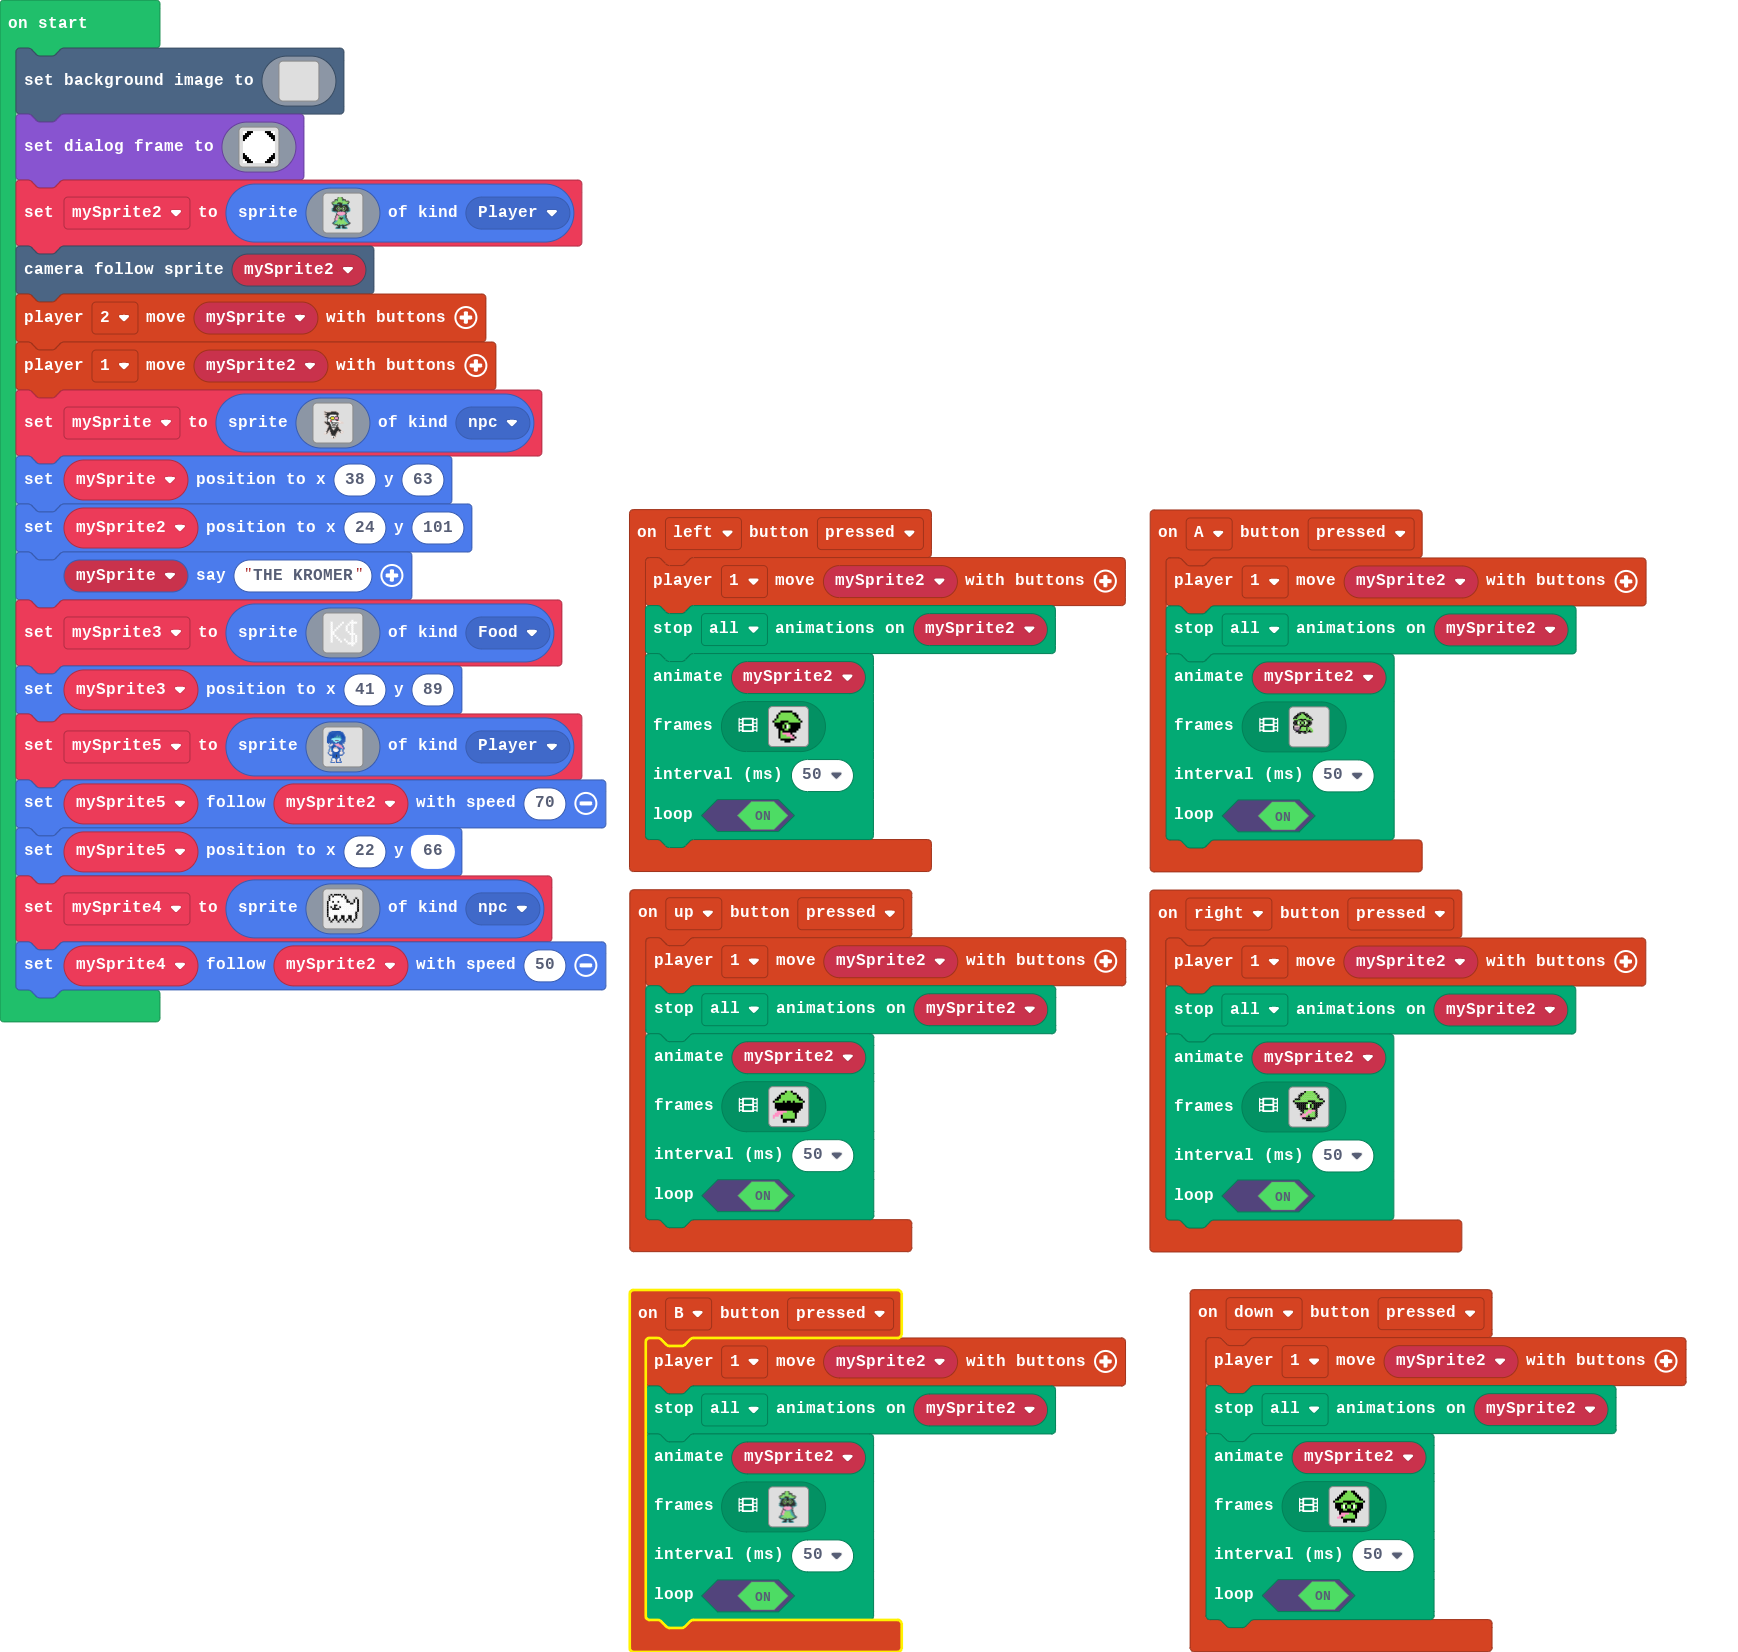 on start
set background image to
set dialog frame to
set mySprite2 to sprite of kind Player
camera follow sprite mySprite2
player 2 move mySprite with buttons
player 1 move mySprite2 with buttons
set mySprite to sprite of kind npc
set mySprite position to x 38 y 63
set mySprite2 position to x 24 y 101
mySprite say "THE KROMER"
set mySprite3 to sprite K$ of kind Food
set mySprite3 position to x 41 y 89
set mySprite5 to sprite of kind Player
set mySprite5 follow mySprite2 with speed 70
set mySprite5 position to x 22 y 66
set mySprite4 to sprite of kind npc
set mySprite4 follow mySprite2 with speed 50
on left button pressed
player 1 move mySprite2 with buttons
stop all animations on mySprite2
animate mySprite2
frames
interval (ms) 50
loop ON
on A button pressed
player 1 move mySprite2 with buttons
stop all animations on mySprite2
animate mySprite2
frames
interval (ms) 50
loop ON
on up button pressed
player 1 move mySprite2 with buttons
stop all animations on mySprite2
animate mySprite2
frames
interval (ms) 50
loop ON
on right button pressed
player 1 move mySprite2 with buttons
stop all animations on mySprite2
animate mySprite2
frames
interval (ms) 50
loop ON
on B button pressed
player 1 move mySprite2 with buttons
stop all animations on mySprite2
animate mySprite2
frames
interval (ms) 50
loop ON
on down button pressed
player 1 move mySprite2 with buttons
stop all animations on mySprite2
animate mySprite2
frames
interval (ms) 50
loop ON